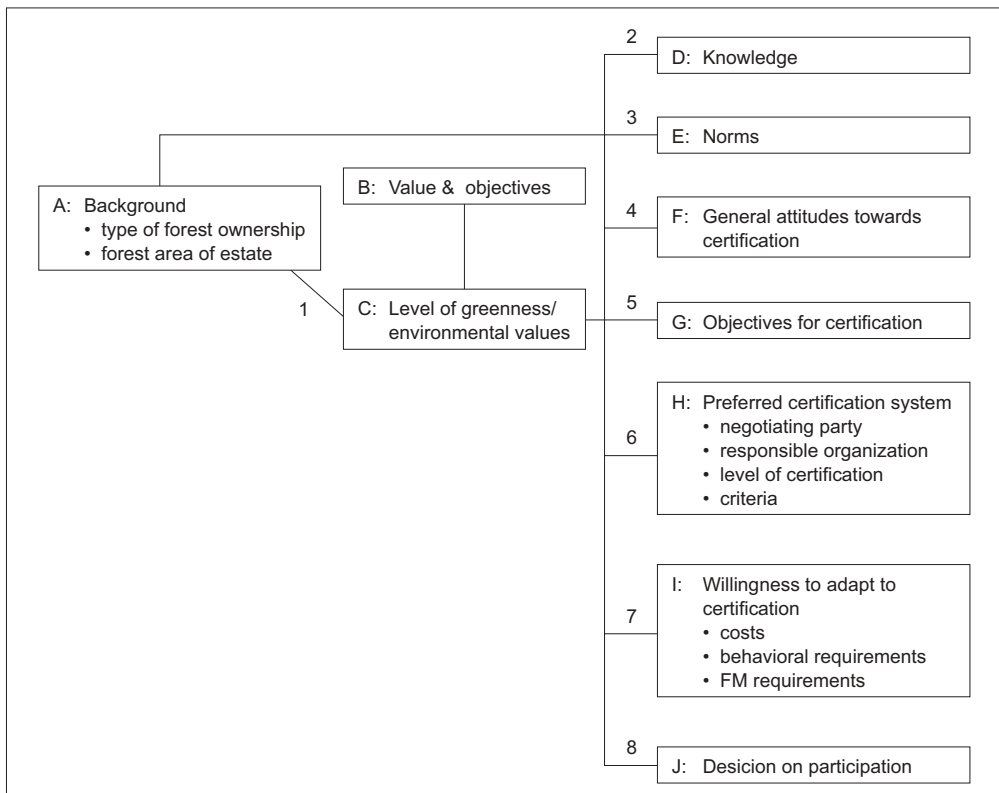 2
D: Knowledge
3
E: Norms
B: Value & objectives
A: Background
• type of forest ownership
• forest area of estate
4
F: General attitudes towards
certification
1
C: Level of greenness/
environmental values
5
G: Objectives for certification
6
H: Preferred certification system
• negotiating party
• responsible organization
• level of certification
• criteria
7
I: Willingness to adapt to
certification
• costs
• behavioral requirements
• FM requirements
8
J: Desicion on participation